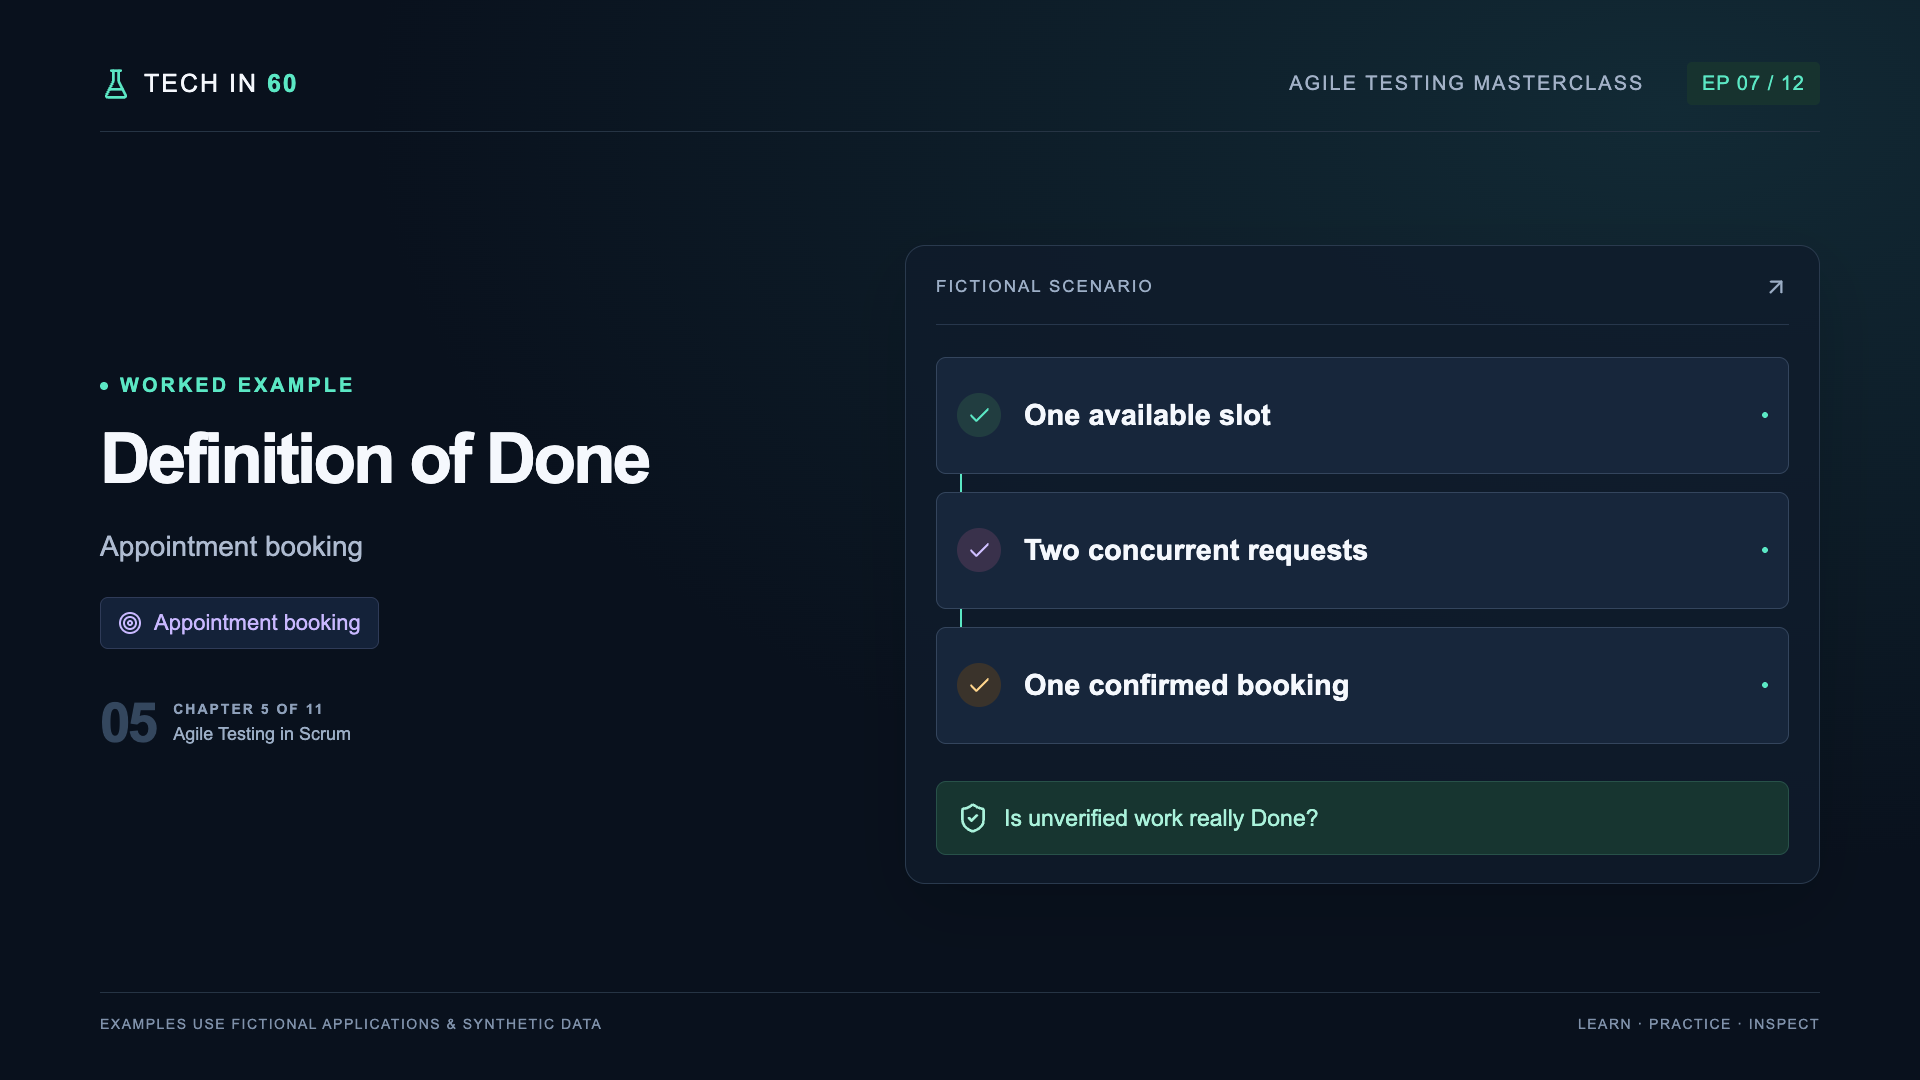 TECH IN 60
AGILE TESTING MASTERCLASS
EP 07 / 12
WORKED EXAMPLE
Definition of Done
Appointment booking
Appointment booking
05
CHAPTER 5 OF 11
Agile Testing in Scrum
FICTIONAL SCENARIO
One available slot
Two concurrent requests
One confirmed booking
Is unverified work really Done?
EXAMPLES USE FICTIONAL APPLICATIONS & SYNTHETIC DATA
LEARN · PRACTICE · INSPECT